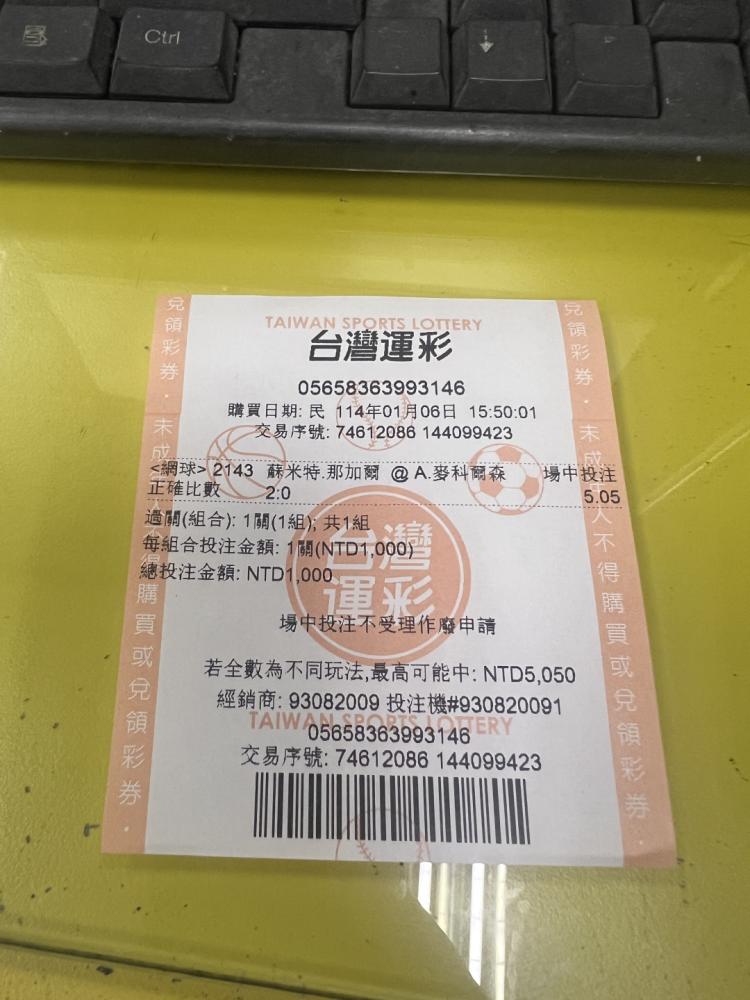 Ctrl
TAIWAN SPORTS LOTTERY
台灣運彩
05658363993146
購買日期: 民 114年01月06日 15:50:01
交易序號: 74612086 144099423
<網球> 2143 蘇米特.那加爾 @ A.麥科爾森 場中投注
正確比數 2:0 5.05
過關(組合): 1關(1組); 共1組
每組合投注金額: 1關(NTD1,000)
總投注金額: NTD1,000
台灣運彩
場中投注不受理作廢申請
若全數為不同玩法,最高可能中: NTD5,050
經銷商: 93082009 投注機#930820091
TAIWAN SPORTS LOTTERY
05658363993146
交易序號: 74612086 144099423
兌領彩券.未成年人不得購買或兌領彩券.
兌領彩券.未成年人不得購買或兌領彩券.